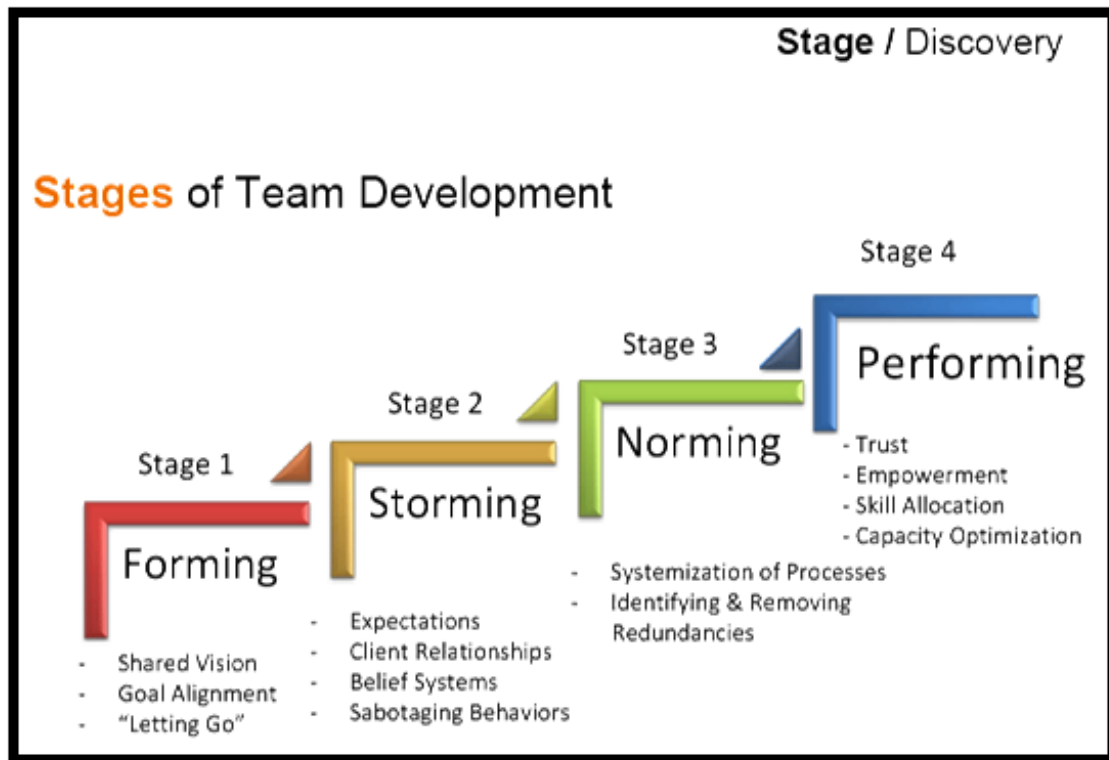 Stage / Discovery
Stages of Team Development
Stage 1
Forming
- Shared Vision
- Goal Alignment
- “Letting Go”
Stage 2
Storming
- Expectations
- Client Relationships
- Belief Systems
- Sabotaging Behaviors
Stage 3
Norming
- Systemization of Processes
- Identifying & Removing
Redundancies
Stage 4
Performing
- Trust
- Empowerment
- Skill Allocation
- Capacity Optimization